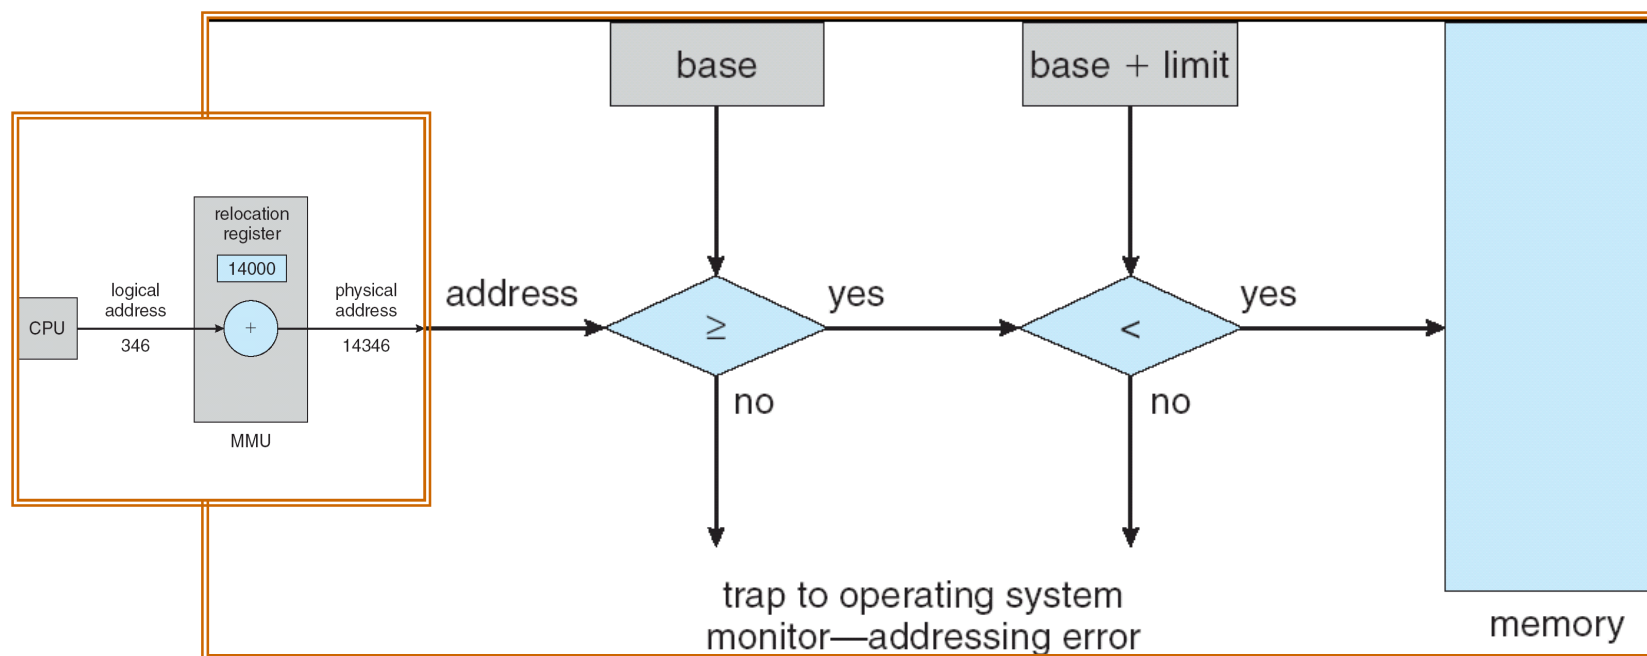 base
base + limit
relocation
register
14000
logical
address
physical
address
address
yes
yes
CPU
+
≥
<
346
14346
no
no
MMU
trap to operating system
monitor—addressing error
memory